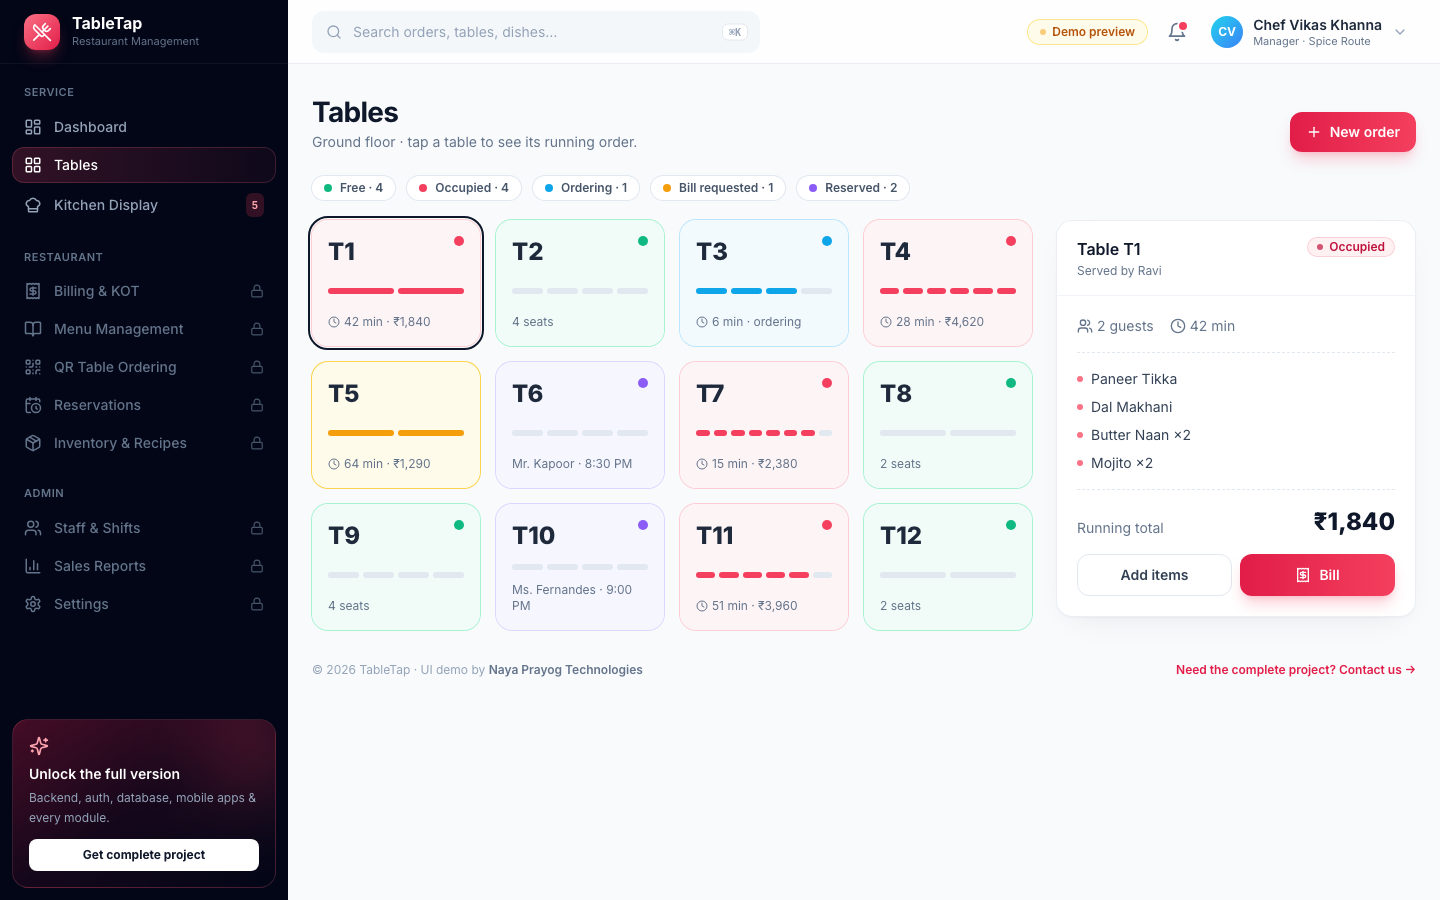 TableTap
Restaurant Management
SERVICE
Dashboard
Tables
Kitchen Display
5
RESTAURANT
Billing & KOT
Menu Management
QR Table Ordering
Reservations
Inventory & Recipes
ADMIN
Staff & Shifts
Sales Reports
Settings
Unlock the full version
Backend, auth, database, mobile apps &
every module.
Get complete project
Search orders, tables, dishes...
⌘K
Demo preview
CV
Chef Vikas Khanna
Manager · Spice Route
Tables
Ground floor · tap a table to see its running order.
New order
Free · 4
Occupied · 4
Ordering · 1
Bill requested · 1
Reserved · 2
T1
42 min · ₹1,840
T2
4 seats
T3
6 min · ordering
T4
28 min · ₹4,620
T5
64 min · ₹1,290
T6
Mr. Kapoor · 8:30 PM
T7
15 min · ₹2,380
T8
2 seats
T9
4 seats
T10
Ms. Fernandes · 9:00
PM
T11
51 min · ₹3,960
T12
2 seats
Table T1
Occupied
Served by Ravi
2 guests
42 min
Paneer Tikka
Dal Makhani
Butter Naan ×2
Mojito ×2
Running total
₹1,840
Add items
Bill
© 2026 TableTap · UI demo by Naya Prayog Technologies
Need the complete project? Contact us →